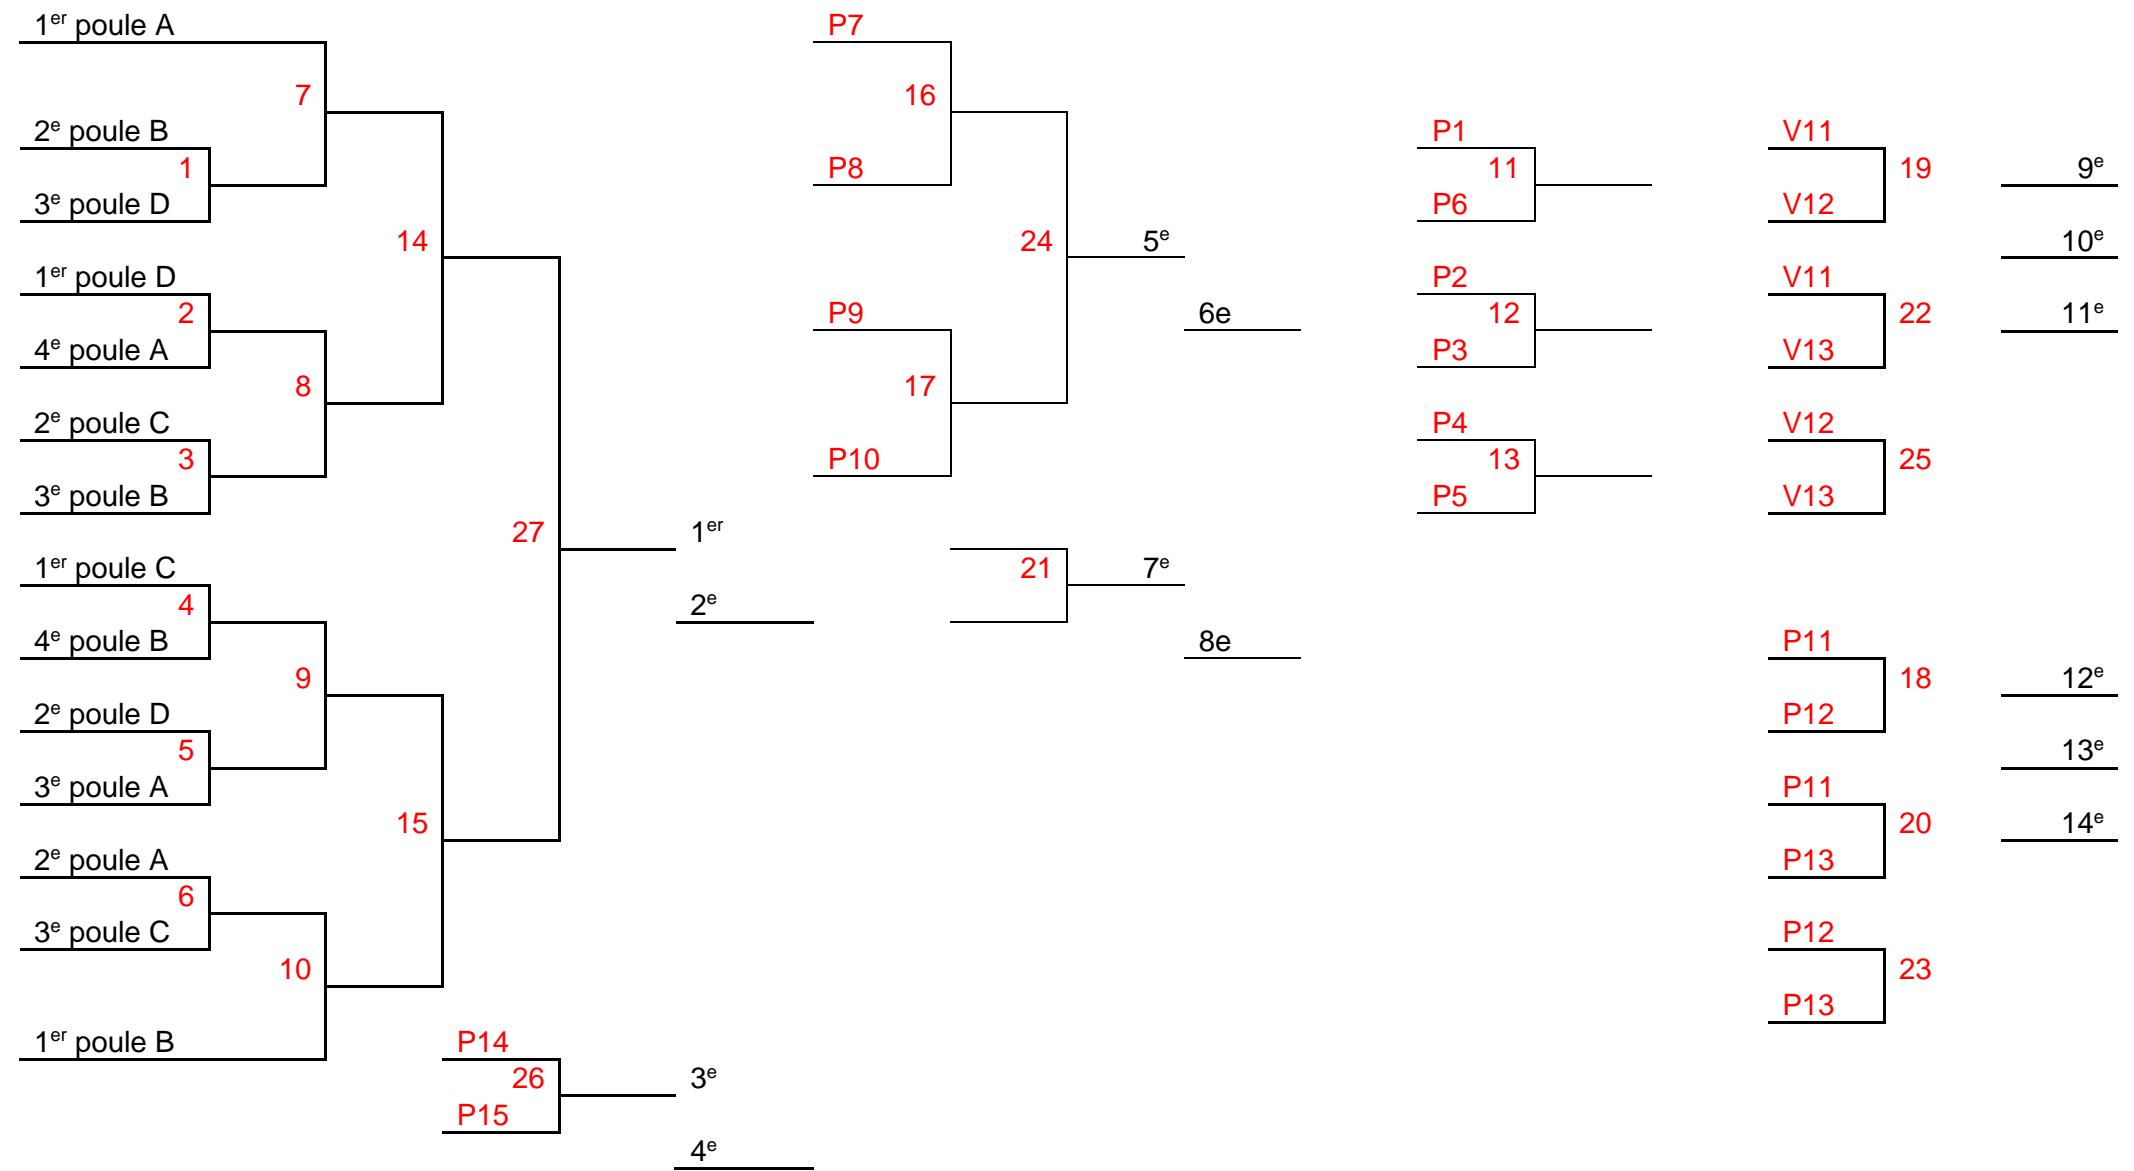 1er poule A
7
2e poule B
1
3e poule D
14
1er poule D
2
4e poule A
8
2e poule C
3
3e poule B
27
1er
2e
1er poule C
4
4e poule B
9
2e poule D
5
3e poule A
15
2e poule A
6
3e poule C
10
1er poule B
P14
26
P15
3e
4e
P7
16
P8
24
5e
6e
P9
17
P10
21
7e
8e
P1
11
P6
P2
12
P3
P4
13
P5
V11
19
V12
V11
22
V13
V12
25
V13
9e
10e
11e
P11
18
P12
P11
20
P13
P12
23
P13
12e
13e
14e